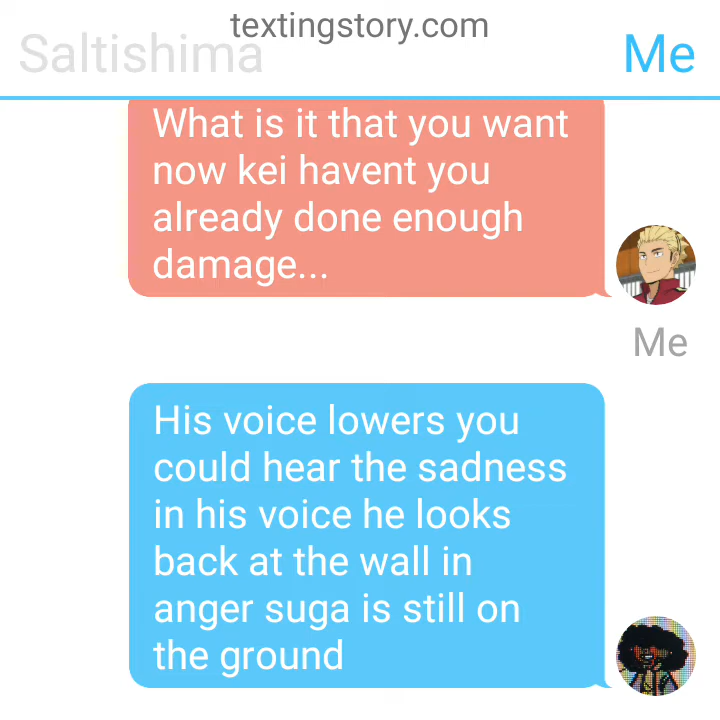 textingstory.com
Saltishima
Me
What is it that you want
now kei havent you
already done enough
damage...
Me
His voice lowers you
could hear the sadness
in his voice he looks
back at the wall in
anger suga is still on
the ground